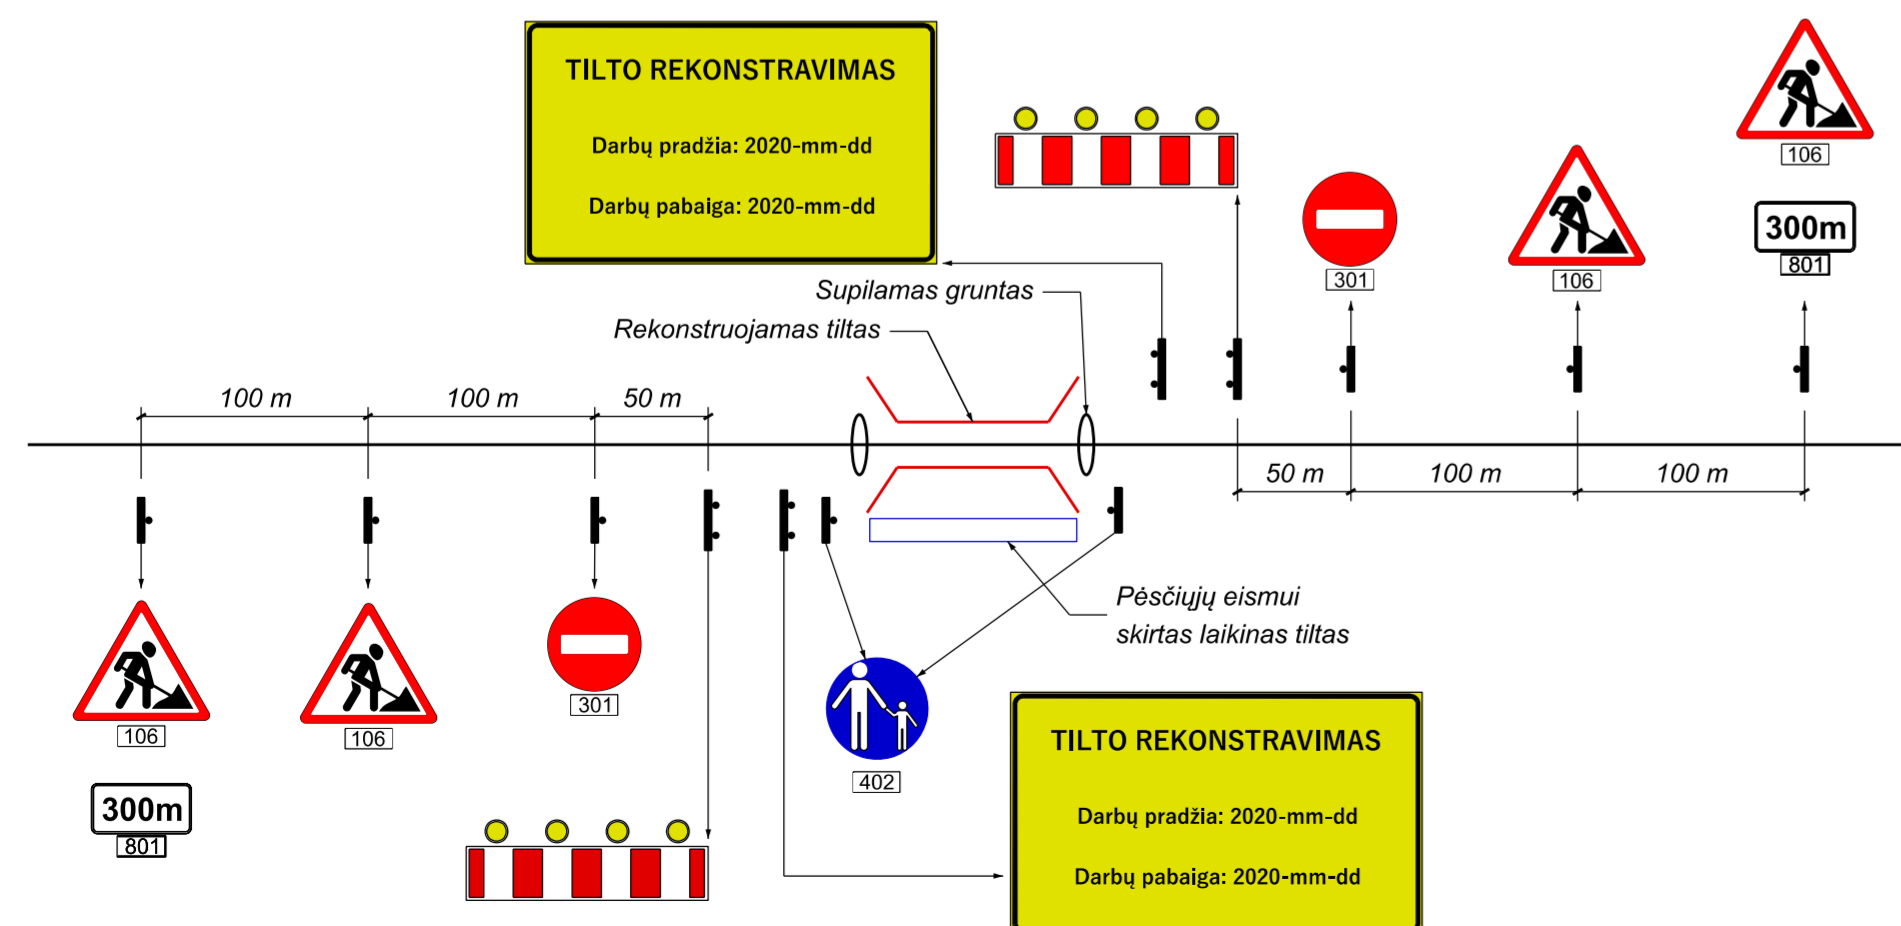 TILTO REKONSTRAVIMAS
Darbų pradžia: 2020-mm-dd
Darbų pabaiga: 2020-mm-dd
106
300m
801
301
106
Supilamas gruntas
Rekonstruojamas tiltas
100 m
100 m
50 m
50 m
100 m
100 m
Pėsčiųjų eismui
skirtas laikinas tiltas
106
300m
801
106
301
402
TILTO REKONSTRAVIMAS
Darbų pradžia: 2020-mm-dd
Darbų pabaiga: 2020-mm-dd